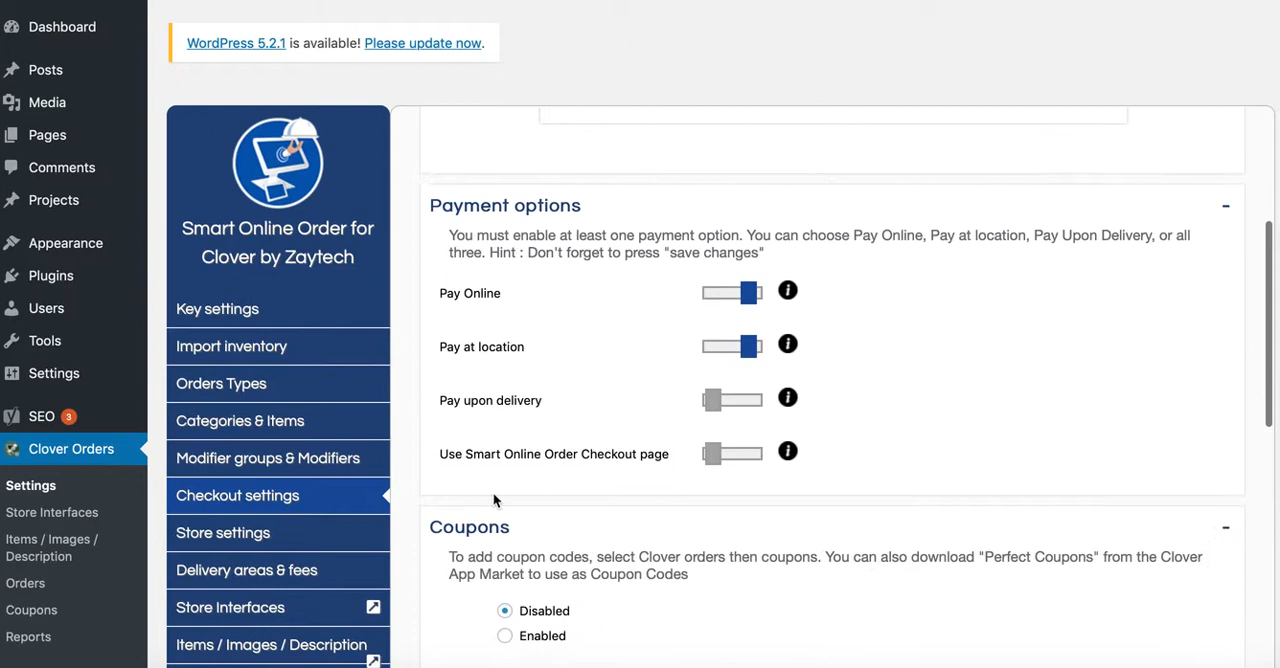 Dashboard
Posts
Media
Pages
Comments
Projects
Appearance
Plugins
Users
Tools
Settings
SEO 3
Clover Orders
Settings
Store Interfaces
Items / Images /
Description
Orders
Coupons
Reports
WordPress 5.2.1 is available! Please update now.
Smart Online Order for
Clover by Zaytech
Key settings
Import inventory
Orders Types
Categories & Items
Modifier groups & Modifiers
Checkout settings
Store settings
Delivery areas & fees
Store Interfaces
Items / Images / Description
Payment options -
You must enable at least one payment option. You can choose Pay Online, Pay at location, Pay Upon Delivery, or all
three. Hint : Don't forget to press "save changes"
Pay Online i
Pay at location i
Pay upon delivery i
Use Smart Online Order Checkout page i
Coupons -
To add coupon codes, select Clover orders then coupons. You can also download "Perfect Coupons" from the Clover
App Market to use as Coupon Codes
Disabled
Enabled